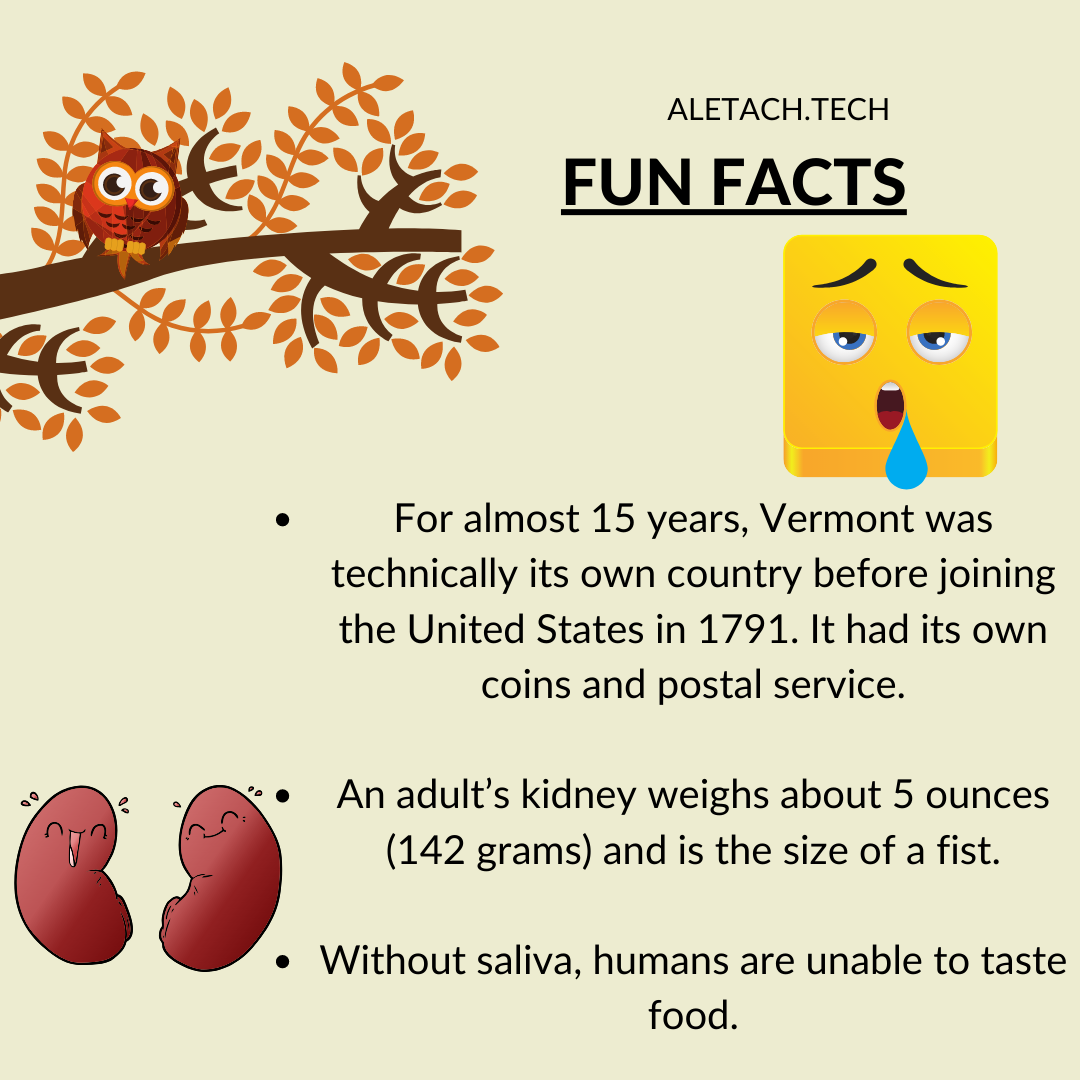 ALETACH.TECH
FUN FACTS
• For almost 15 years, Vermont was
technically its own country before joining
the United States in 1791. It had its own
coins and postal service.
• An adult’s kidney weighs about 5 ounces
(142 grams) and is the size of a fist.
• Without saliva, humans are unable to taste
food.